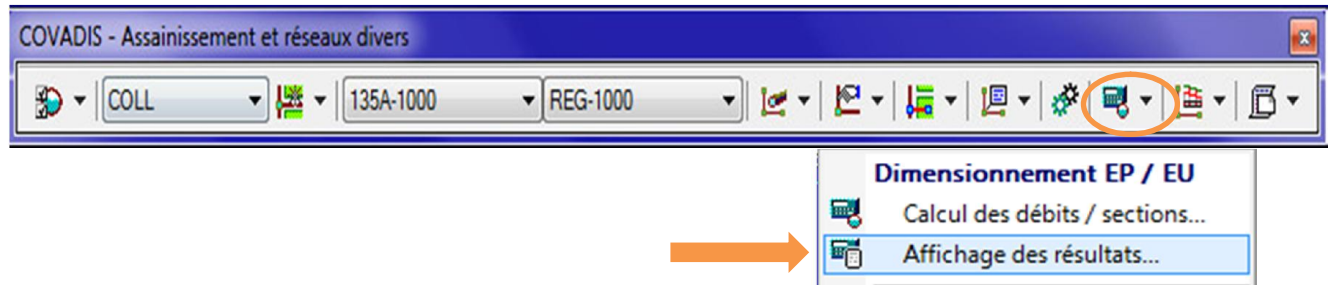 COVADIS - Assainissement et réseaux divers
COLL 135A-1000 REG-1000
Dimensionnement EP / EU
Calcul des débits / sections...
Affichage des résultats...